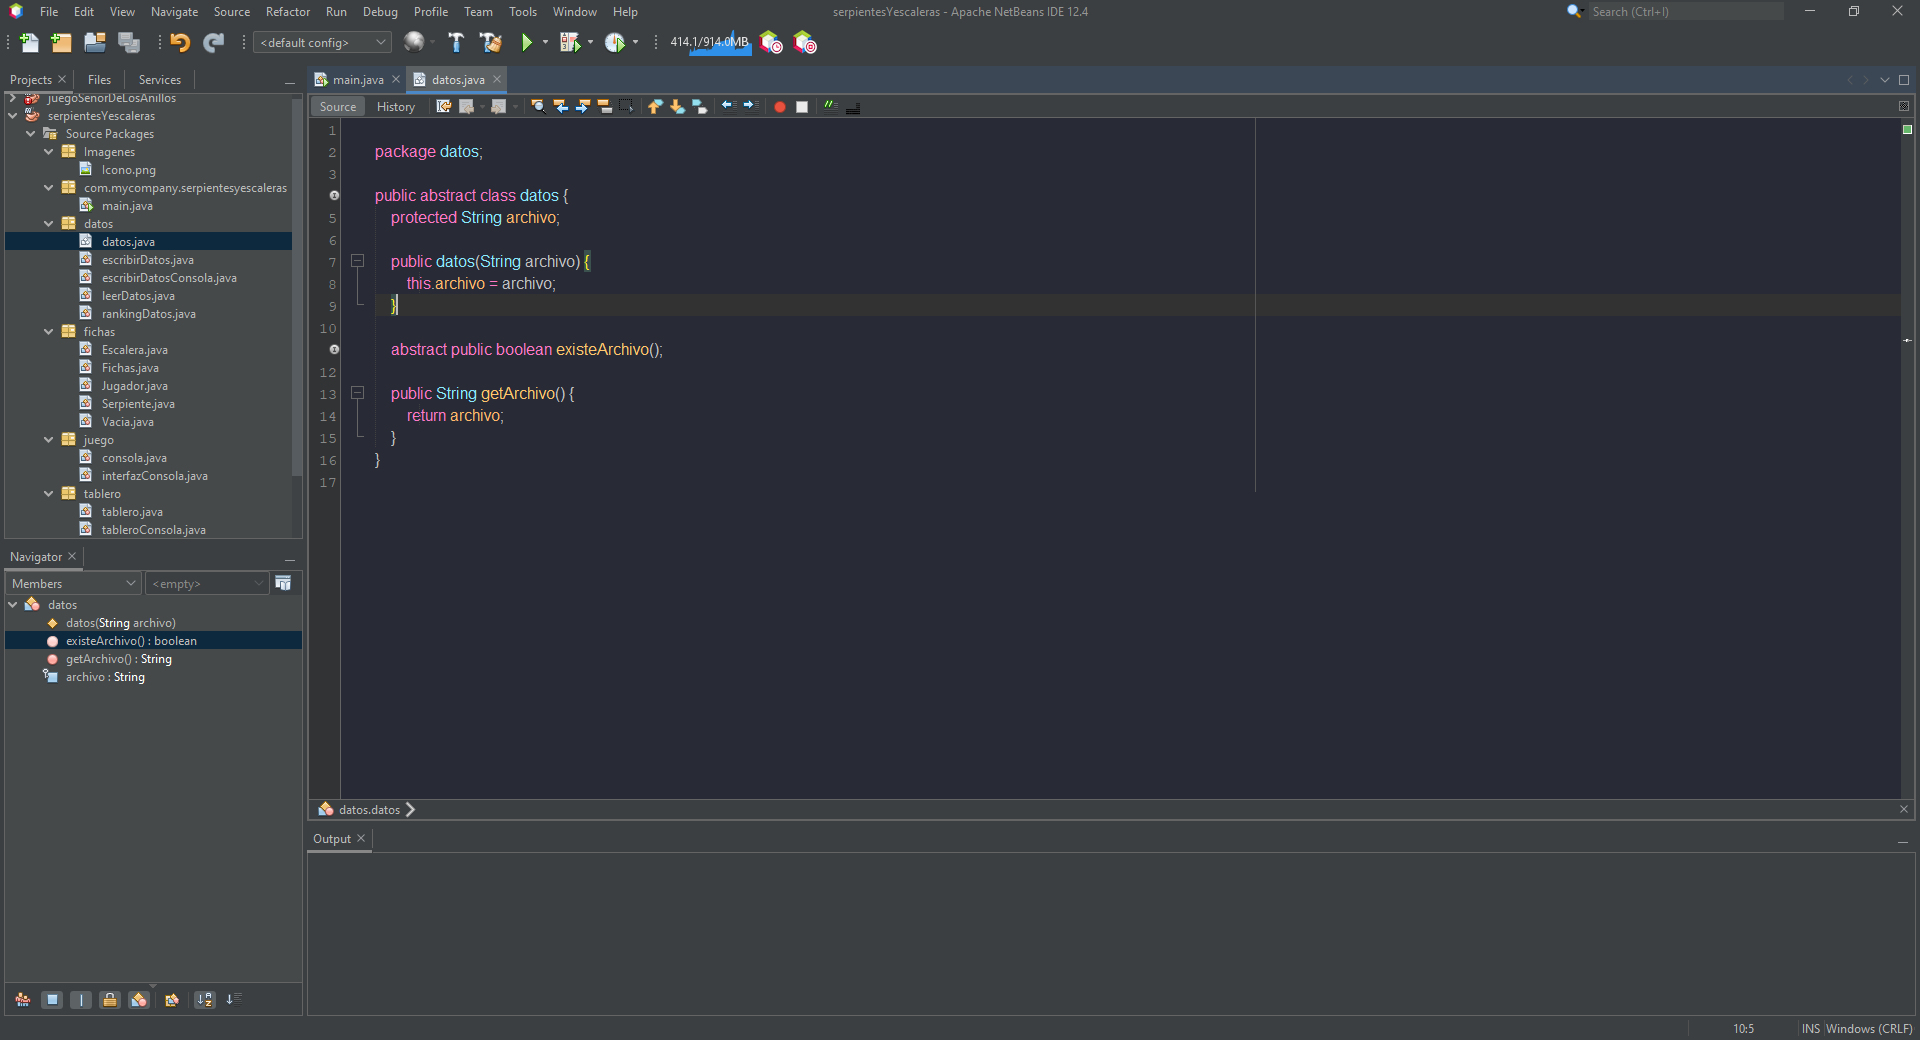 File Edit View Navigate Source Refactor Run Debug Profile Team Tools Window Help
serpientesYescaleras - Apache NetBeans IDE 12.4
Search (Ctrl+I)
<default config>
414.1/914.0MB
Projects Files Services
main.java datos.java
Source History
juegoSenorDeLosAnillos
serpientesYescaleras
Source Packages
Imagenes
Icono.png
com.mycompany.serpientesyescaleras
main.java
datos
datos.java
escribirDatos.java
escribirDatosConsola.java
leerDatos.java
rankingDatos.java
fichas
Escalera.java
Fichas.java
Jugador.java
Serpiente.java
Vacia.java
juego
consola.java
interfazConsola.java
tablero
tablero.java
tableroConsola.java
1
2 package datos;
3
public abstract class datos {
5 protected String archivo;
6
7 public datos(String archivo) {
8 this.archivo = archivo;
9 }
10
abstract public boolean existeArchivo();
12
13 public String getArchivo() {
14 return archivo;
15 }
16 }
17
Navigator
Members <empty>
datos
datos(String archivo)
existeArchivo() : boolean
getArchivo() : String
archivo : String
datos.datos
Output
10:5 INS Windows (CRLF)